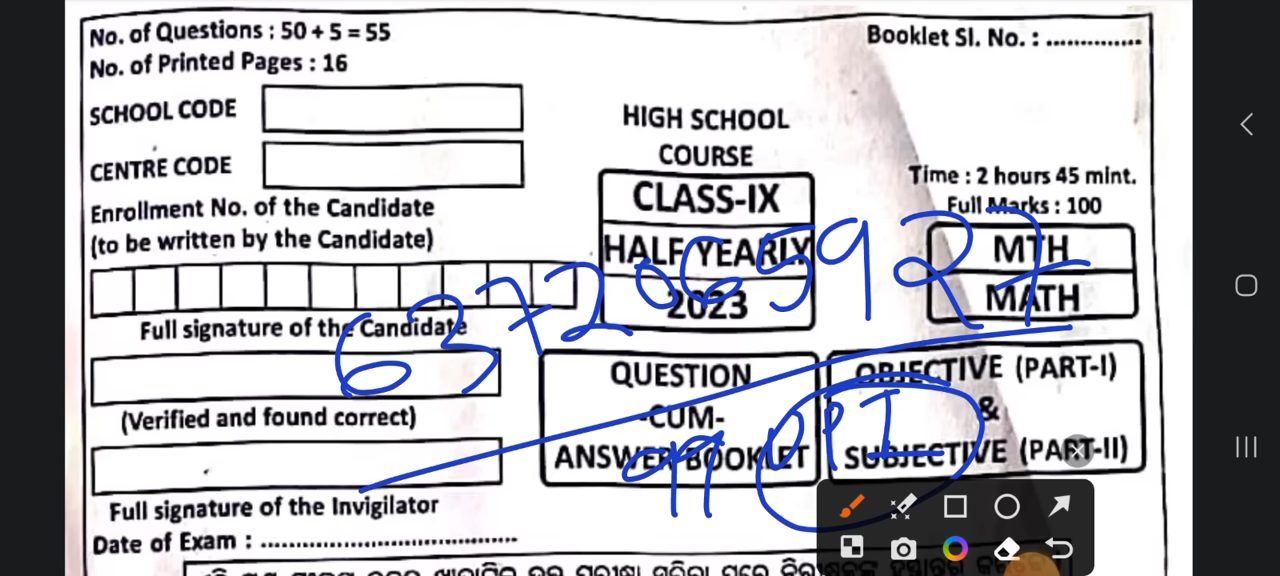 No. of Questions : 50 + 5 = 55
No. of Printed Pages : 16
Booklet Sl. No. : ..............
SCHOOL CODE
CENTRE CODE
Enrollment No. of the Candidate
(to be written by the Candidate)
Full signature of the Candidate
(Verified and found correct)
Full signature of the Invigilator
Date of Exam : .......................................
HIGH SCHOOL
COURSE
CLASS-IX
HALF YEARLY
2023
Time : 2 hours 45 mint.
Full Marks : 100
MTH
MATH
QUESTION
-CUM-
ANSWER BOOKLET
OBJECTIVE (PART-I)
&
SUBJECTIVE (PART-II)
6372065927
99